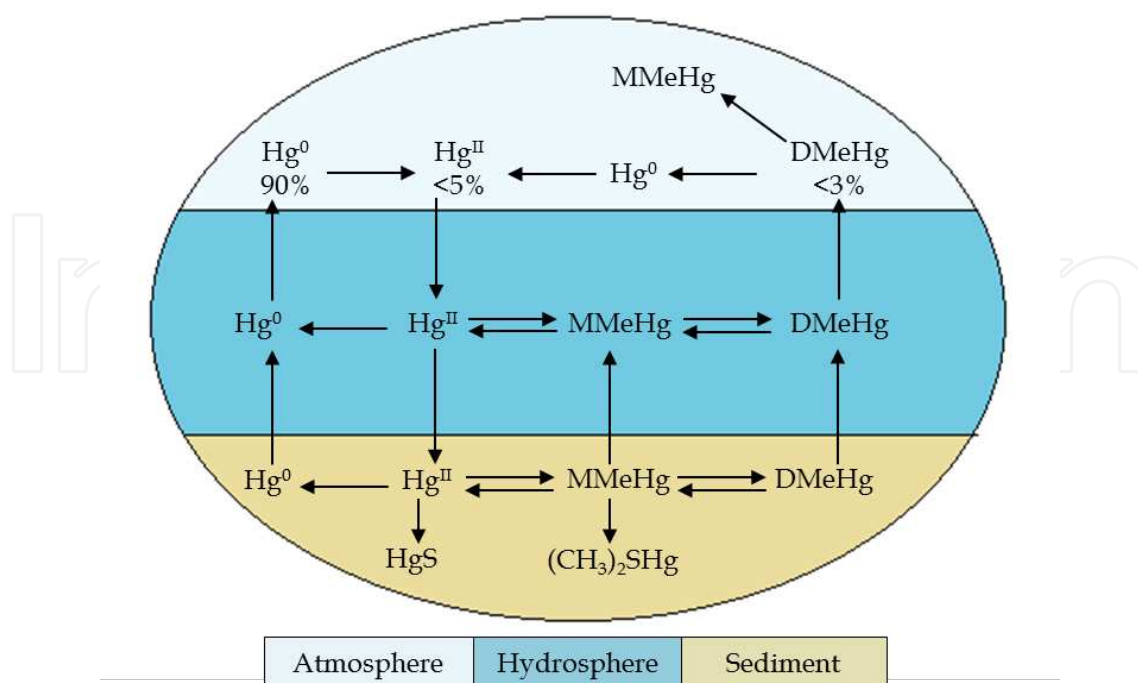 MMeHg
Hg⁰ Hgᴵᴵ DMeHg
90% <5% Hg⁰ <3%
Hg⁰ Hgᴵᴵ MMeHg DMeHg
Hg⁰ Hgᴵᴵ MMeHg DMeHg
HgS (CH₃)₂SHg
Atmosphere Hydrosphere Sediment